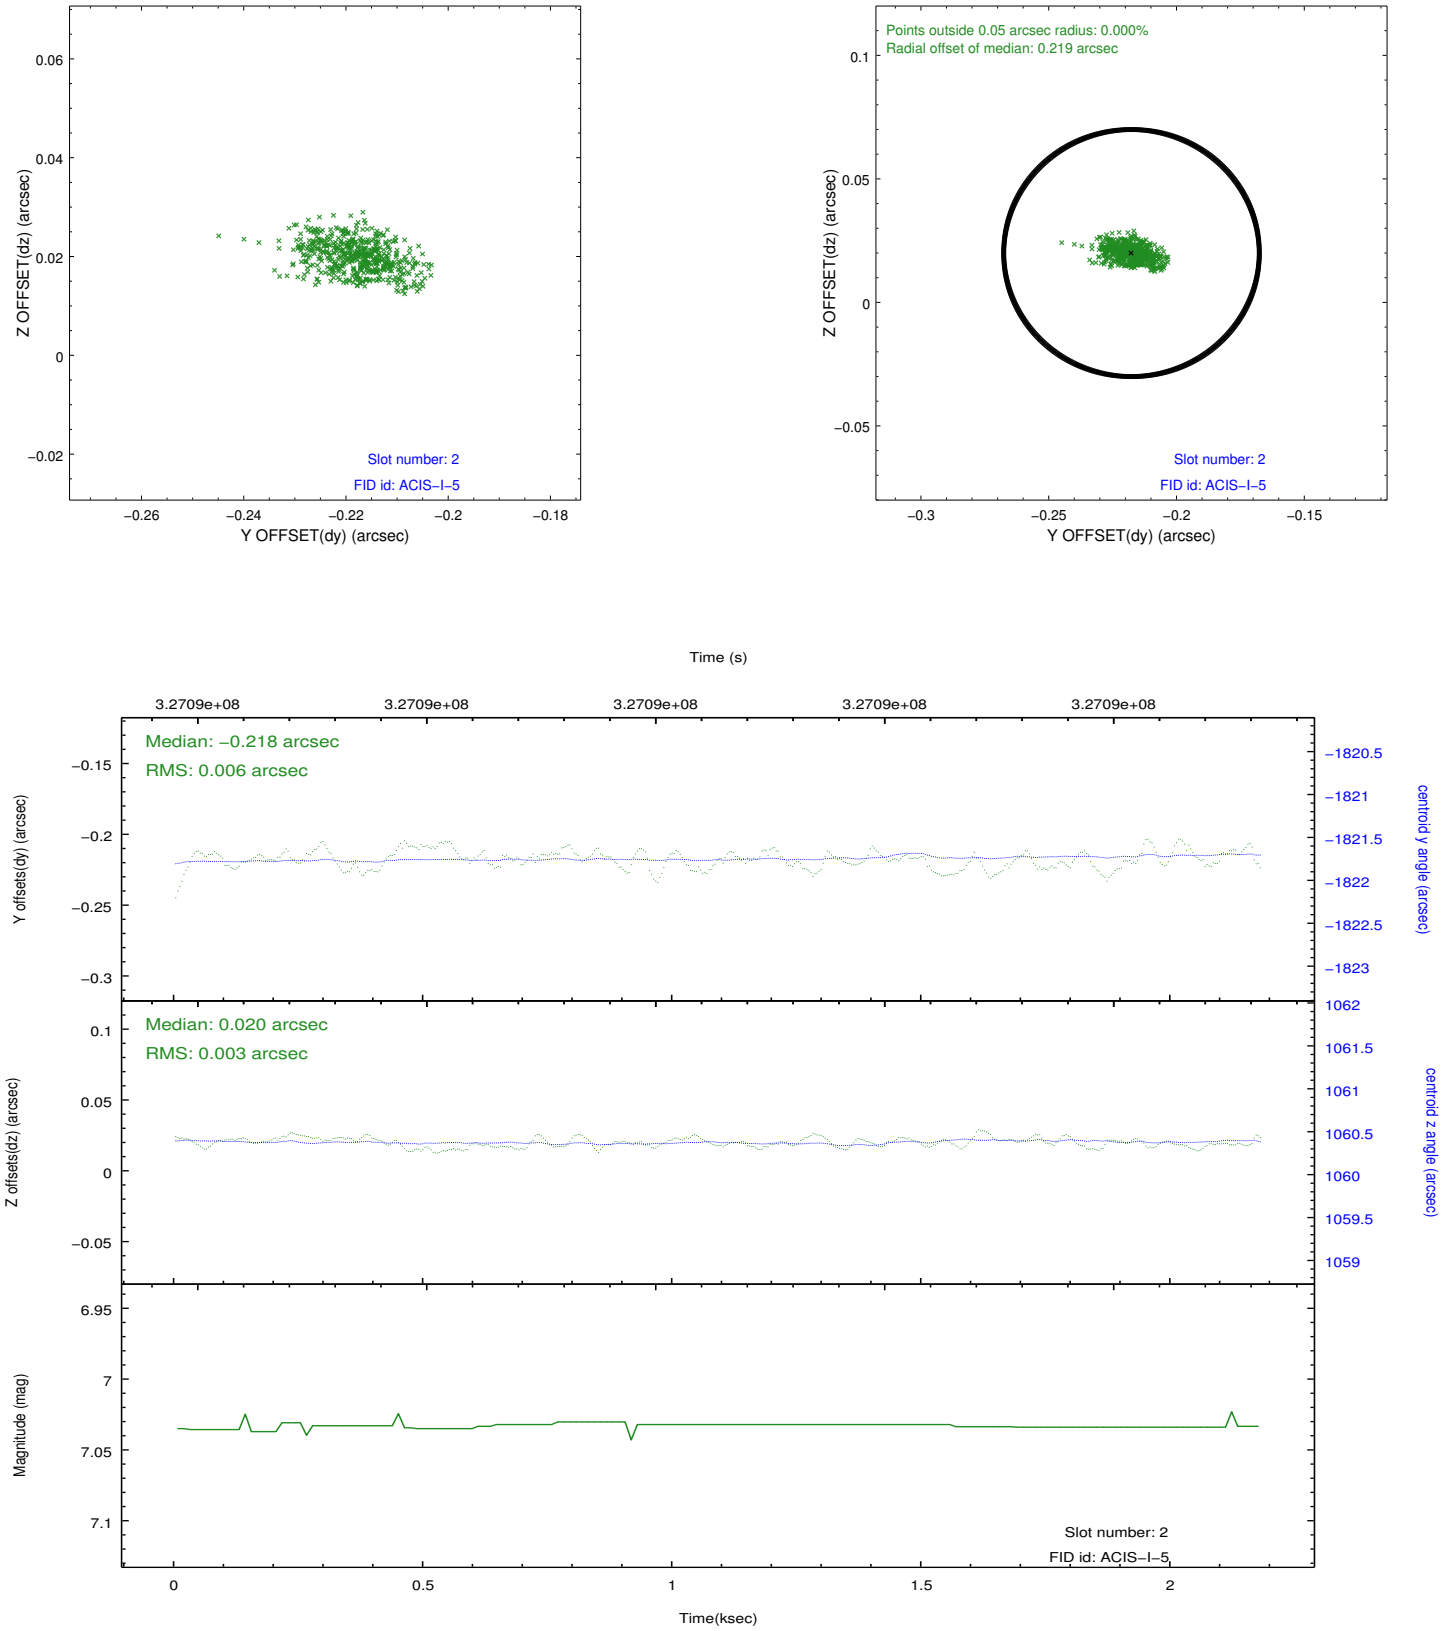 0.06
0.04
0.02
0
−0.02
Z OFFSET(dz) (arcsec)
Slot number: 2
FID id: ACIS−I−5
−0.26
−0.24
−0.22
−0.2
−0.18
Y OFFSET(dy) (arcsec)
Points outside 0.05 arcsec radius: 0.000%
Radial offset of median: 0.219 arcsec
0.1
0.05
0
−0.05
Z OFFSET(dz) (arcsec)
Slot number: 2
FID id: ACIS−I−5
−0.3
−0.25
−0.2
−0.15
Y OFFSET(dy) (arcsec)
Time (s)
3.2709e+08
3.2709e+08
3.2709e+08
3.2709e+08
3.2709e+08
Median: −0.218 arcsec
RMS: 0.006 arcsec
−0.15
−0.2
−0.25
−0.3
Y offsets(dy) (arcsec)
−1820.5
−1821
−1821.5
−1822
−1822.5
−1823
centroid y angle (arcsec)
Median: 0.020 arcsec
RMS: 0.003 arcsec
0.1
0.05
0
−0.05
Z offsets(dz) (arcsec)
1062
1061.5
1061
1060.5
1060
1059.5
1059
centroid z angle (arcsec)
6.95
7
7.05
7.1
Magnitude (mag)
Slot number: 2
FID id: ACIS−I−5
0
0.5
1
1.5
2
Time(ksec)